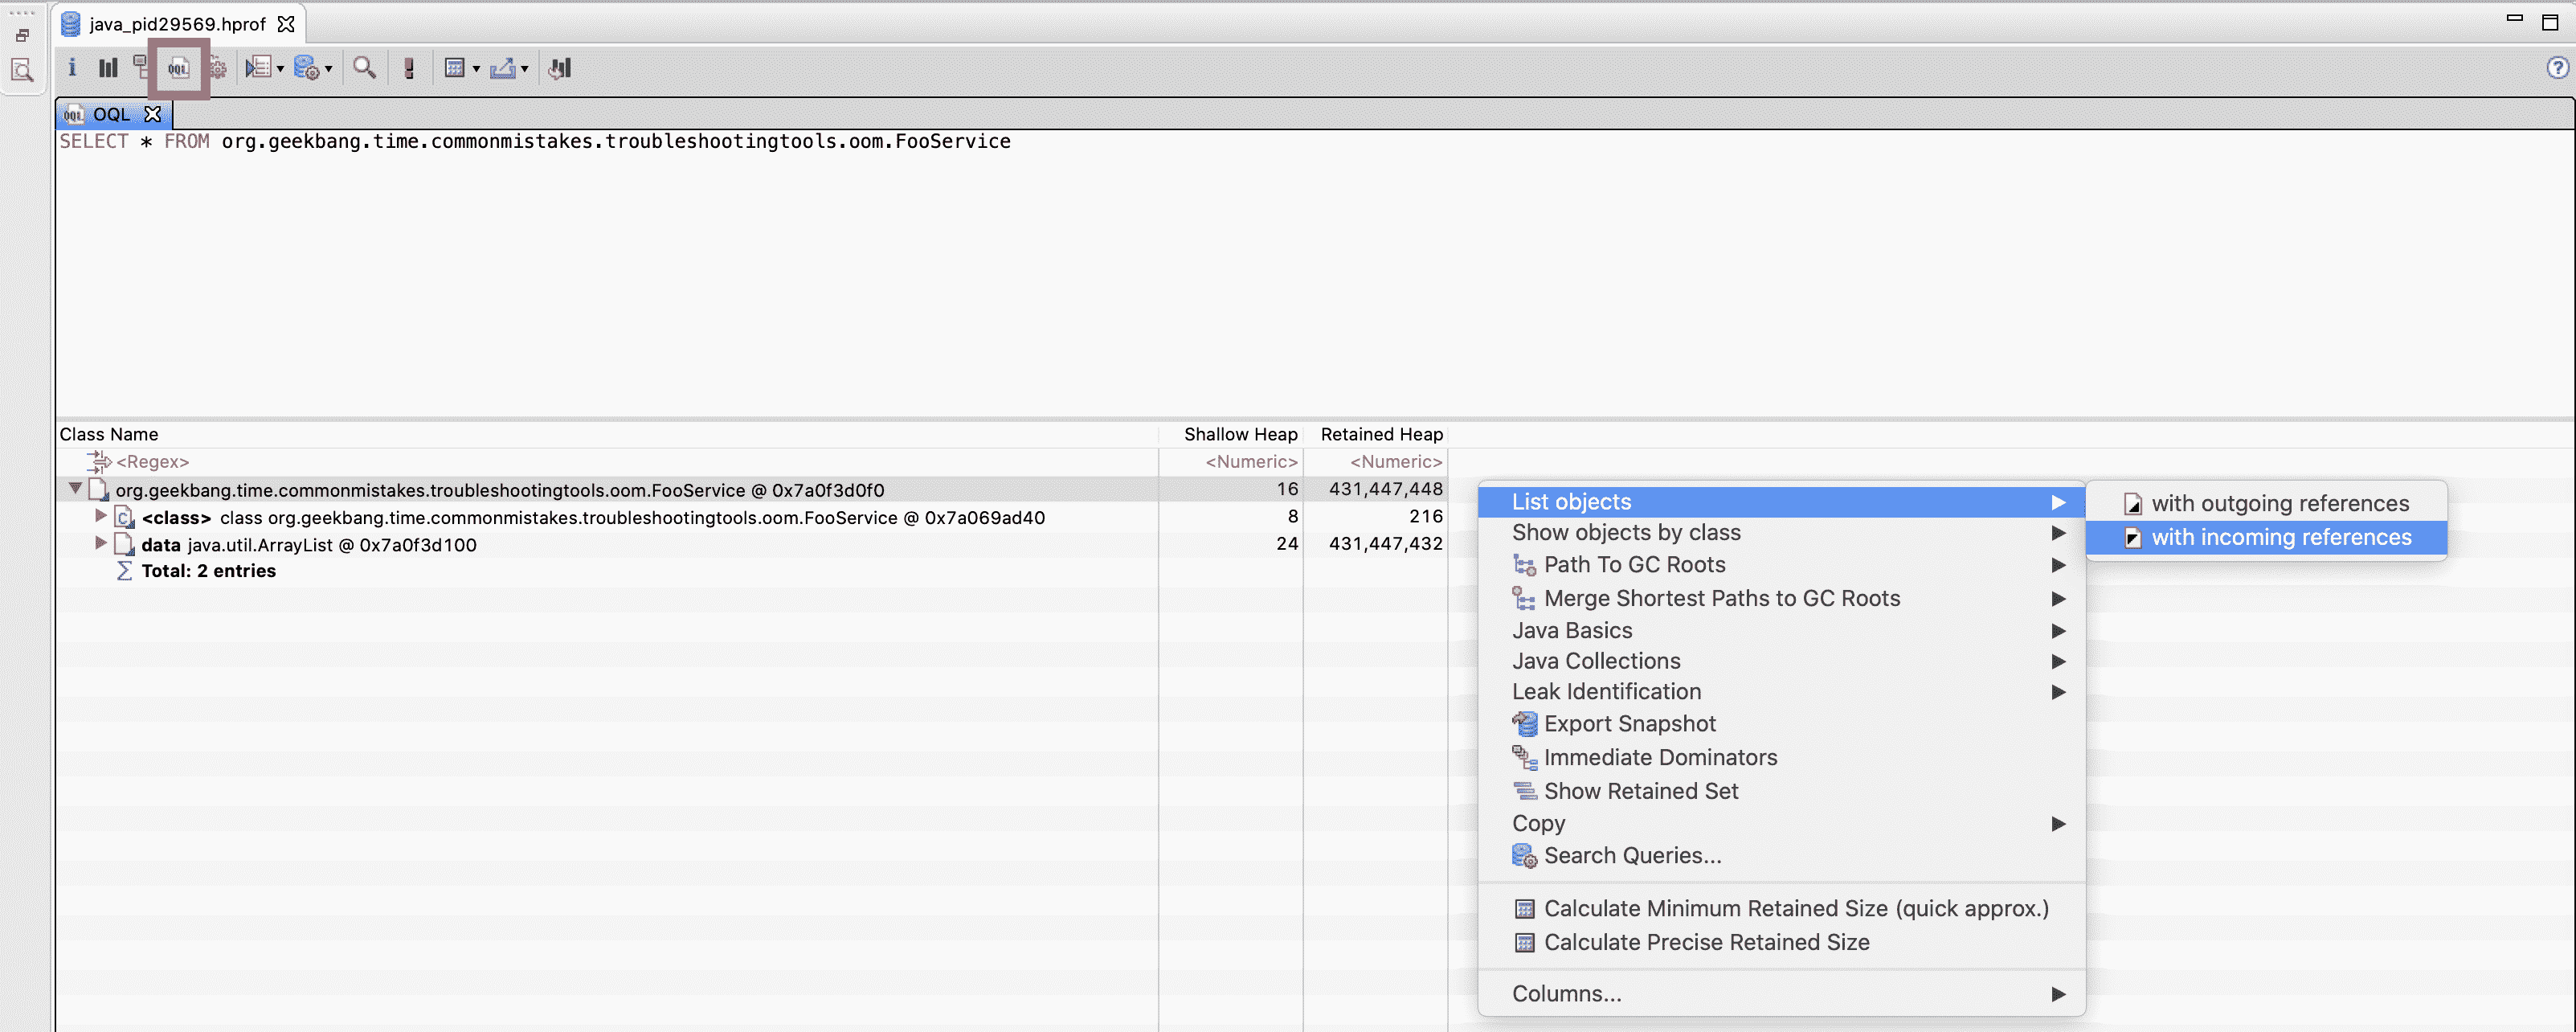 java_pid29569.hprof
i OQL ?
OQL OQL
SELECT * FROM org.geekbang.time.commonmistakes.troubleshootingtools.oom.FooService
Class Name Shallow Heap Retained Heap
<Regex> <Numeric> <Numeric>
org.geekbang.time.commonmistakes.troubleshootingtools.oom.FooService @ 0x7a0f3d0f0 16 431,447,448
<class> class org.geekbang.time.commonmistakes.troubleshootingtools.oom.FooService @ 0x7a069ad40 8 216
data java.util.ArrayList @ 0x7a0f3d100 24 431,447,432
Total: 2 entries
List objects
Show objects by class
Path To GC Roots
Merge Shortest Paths to GC Roots
Java Basics
Java Collections
Leak Identification
Export Snapshot
Immediate Dominators
Show Retained Set
Copy
Search Queries...
Calculate Minimum Retained Size (quick approx.)
Calculate Precise Retained Size
Columns...
with outgoing references
with incoming references